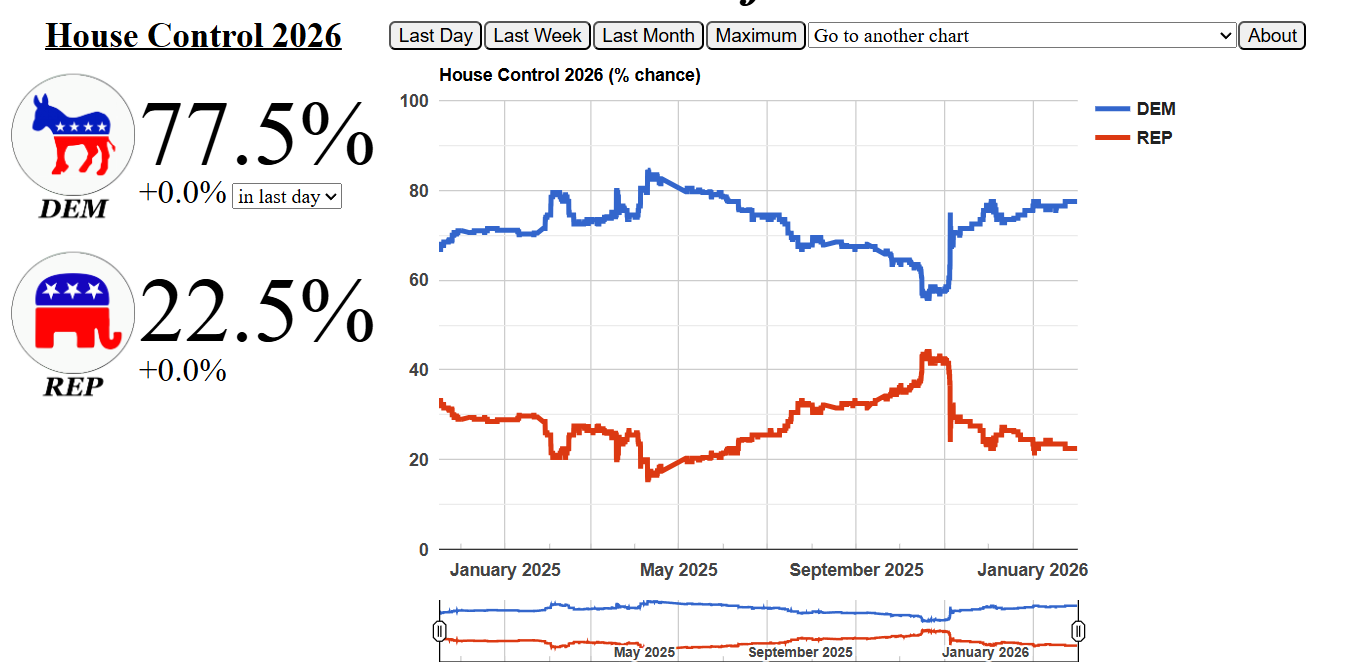 House Control 2026
Last Day Last Week Last Month Maximum Go to another chart About
DEM
77.5%
+0.0% in last day
REP
22.5%
+0.0%
House Control 2026 (% chance)
DEM
REP
100
80
60
40
20
0
January 2025 May 2025 September 2025 January 2026
May 2025 September 2025 January 2026